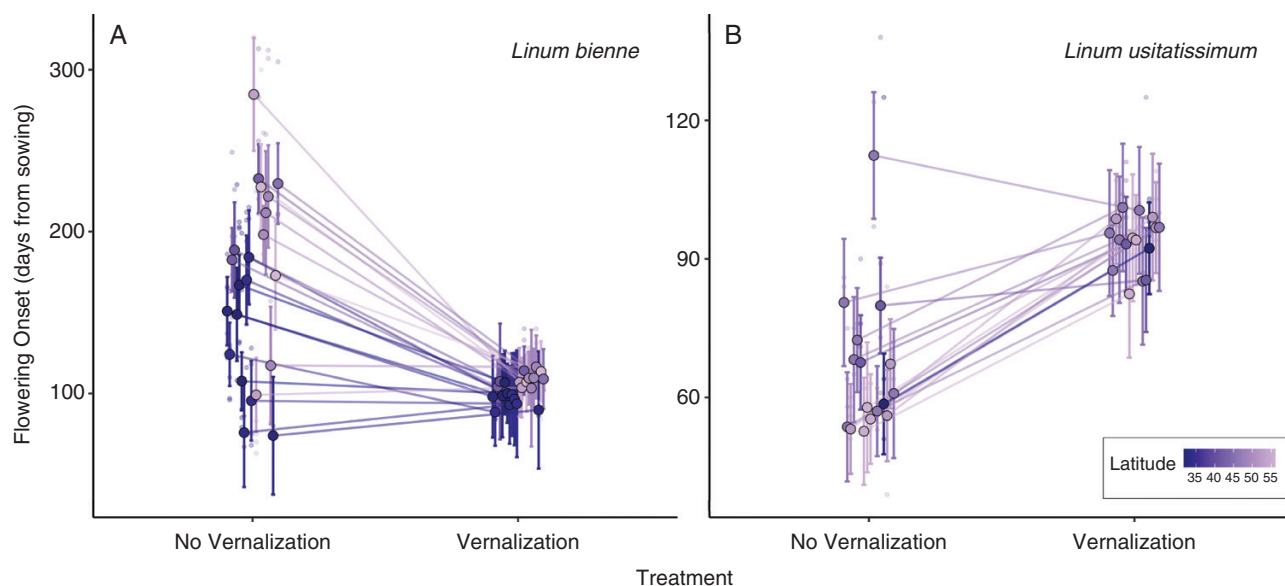 A
Linum bienne
B
Linum usitatissimum
Flowering Onset (days from sowing)
300
200
100
120
90
60
Latitude
35 40 45 50 55
No Vernalization
Vernalization
No Vernalization
Vernalization
Treatment